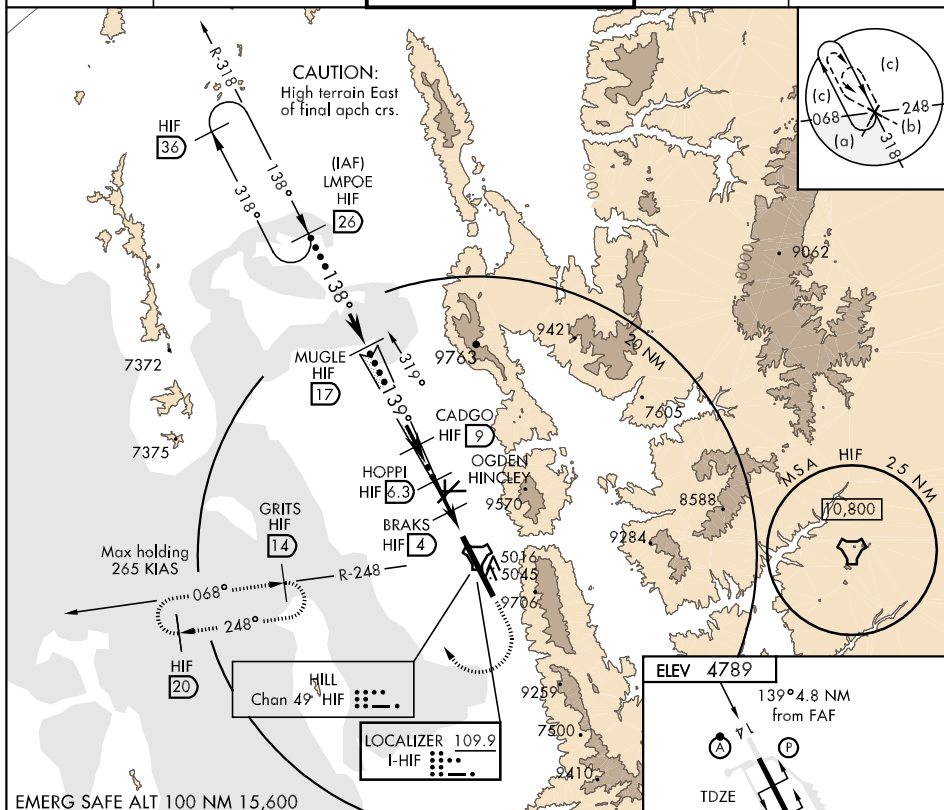 R-318
CAUTION:
High terrain East
of final apch crs.
HIF
36
138°
318°
(IAF)
LMPOE
HIF
26
138°
(c)
(c)
068
248
(b)
(a)
318
6000
8000
9062
9421
20 NM
9763
7605
7372
7375
MUGLE
HIF
17
319°
139°
CADGO
HIF 9
HOPPI
HIF 6.3
OGDEN
HINCLEY
9570
BRAKS
HIF 4
8588
9284
MSA HIF 25 NM
10,800
GRITS
HIF
14
Max holding
265 KIAS
068°
R-248
248°
HIF
20
5016
5045
9706
HILL
Chan 49 HIF
LOCALIZER 109.9
I-HIF
9259
7500
9410
ELEV 4789
139° 4.8 NM
from FAF
14
A
P
TDZE
EMERG SAFE ALT 100 NM 15,600